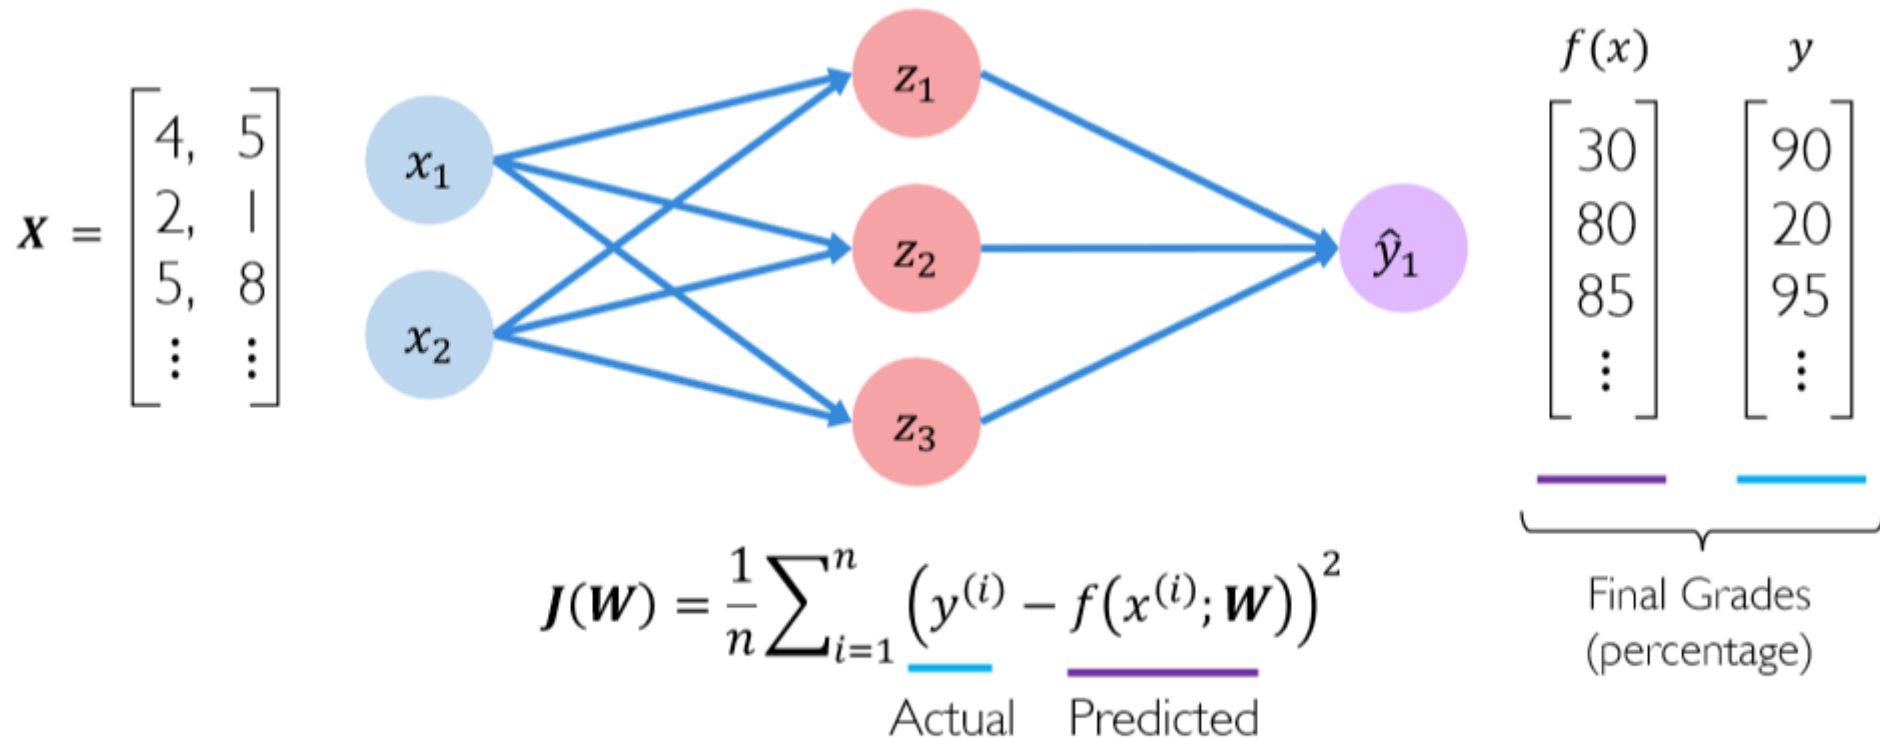 X = [4, 5
2, 1
5, 8
⋮ ⋮]
x₁
x₂
z₁
z₂
z₃
ŷ₁
f(x) y
[30] [90]
[80] [20]
[85] [95]
[⋮] [⋮]
Final Grades
(percentage)
J(W) = 1/n ∑ⁿᵢ₌₁ (y⁽ⁱ⁾ − f(x⁽ⁱ⁾; W))²
Actual Predicted